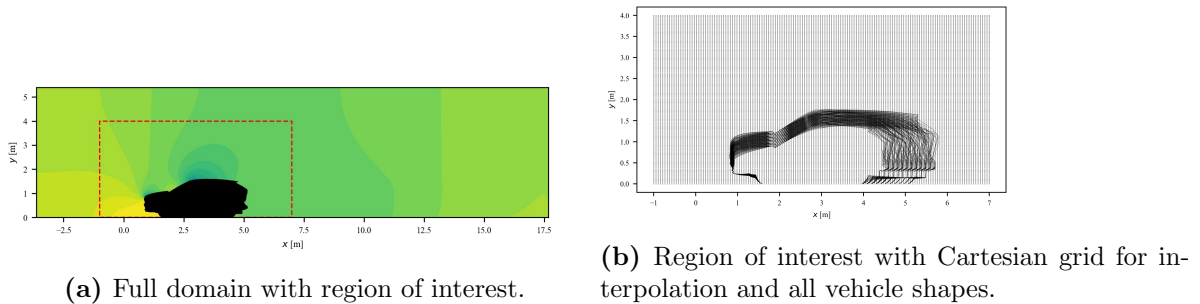 5
4
3
2
1
0
y [m]
−2.5 0.0 2.5 5.0 7.5 10.0 12.5 15.0 17.5
x [m]
(a) Full domain with region of interest.
4.0
3.5
3.0
2.5
2.0
1.5
1.0
0.5
0.0
y [m]
−1 0 1 2 3 4 5 6 7
x [m]
(b) Region of interest with Cartesian grid for in-
terpolation and all vehicle shapes.